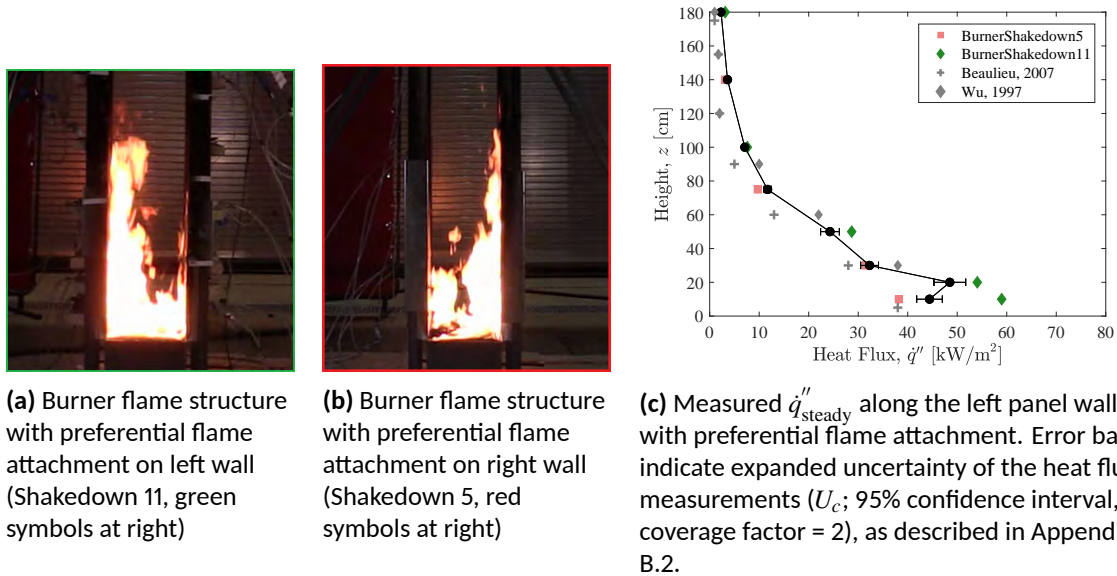 180
160
140
120
100
80
60
40
20
0
Height, z [cm]
BurnerShakedown5
BurnerShakedown11
Beaulieu, 2007
Wu, 1997
0 10 20 30 40 50 60 70 80
Heat Flux, q̇″ [kW/m²]
(a) Burner flame structure
with preferential flame
attachment on left wall
(Shakedown 11, green
symbols at right)
(b) Burner flame structure
with preferential flame
attachment on right wall
(Shakedown 5, red
symbols at right)
(c) Measured q̇″steady along the left panel wall
with preferential flame attachment. Error ba
indicate expanded uncertainty of the heat flu
measurements (Uc; 95% confidence interval,
coverage factor = 2), as described in Append
B.2.